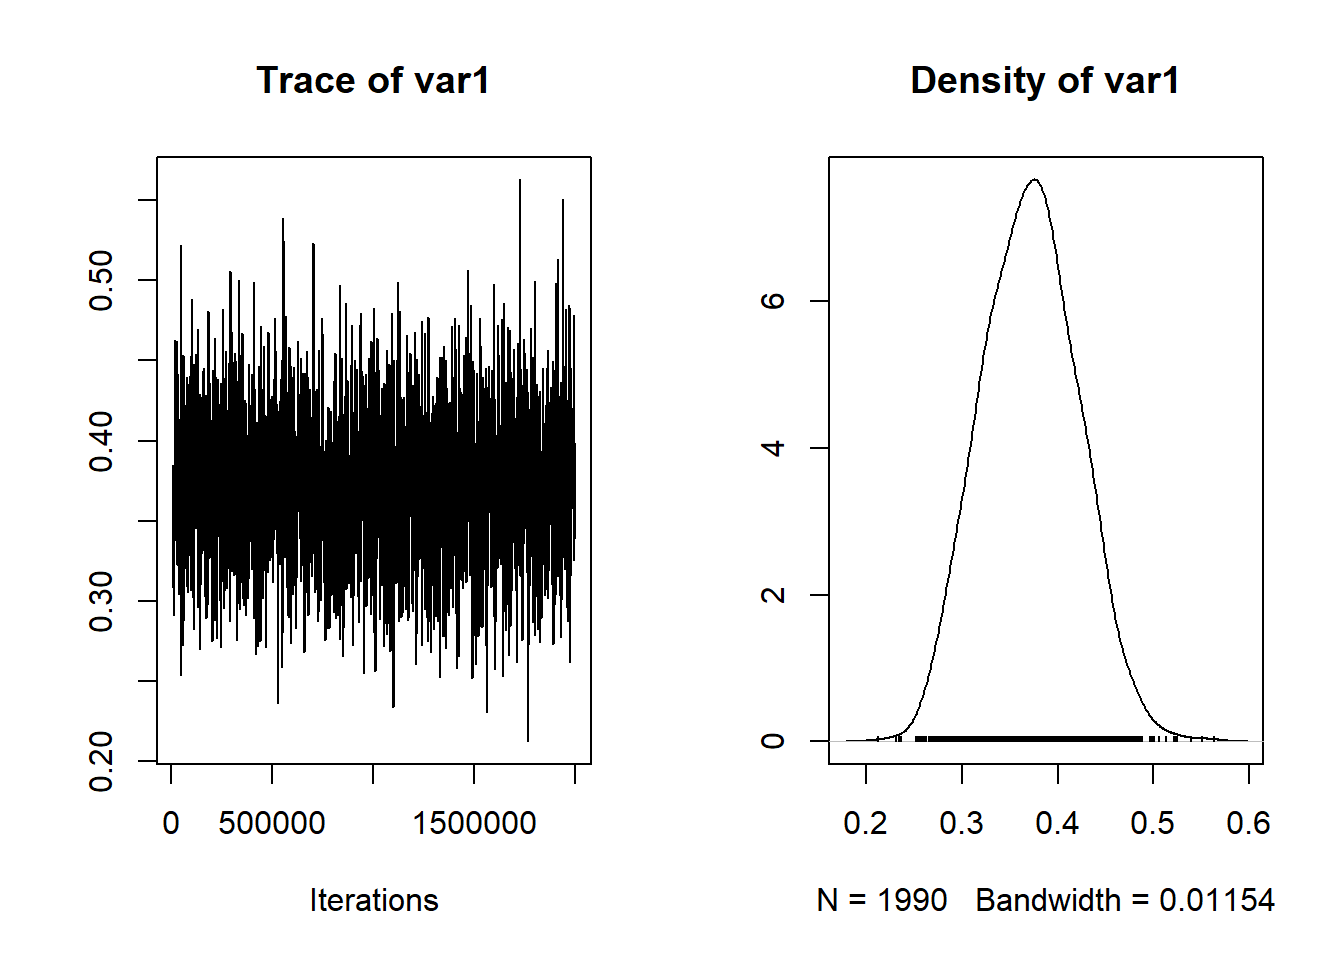 Trace of var1
0.50
0.40
0.30
0.20
0 500000 1500000
Iterations
Density of var1
6
4
2
0
0.2 0.3 0.4 0.5 0.6
N = 1990 Bandwidth = 0.01154